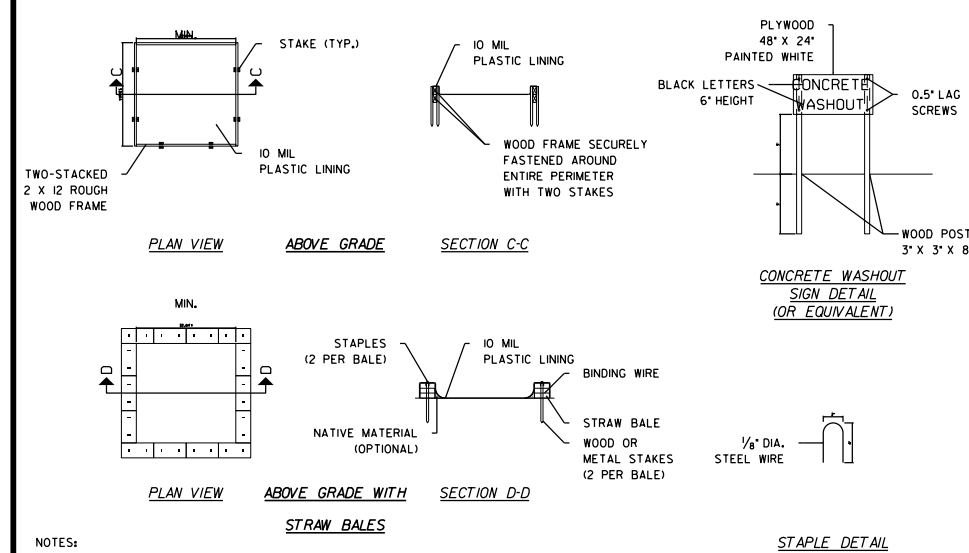 MIN.
STAKE (TYP.)
C
C
10 MIL
PLASTIC LINING
TWO-STACKED
2 X 12 ROUGH
WOOD FRAME
10 MIL
PLASTIC LINING
WOOD FRAME SECURELY
FASTENED AROUND
ENTIRE PERIMETER
WITH TWO STAKES
PLAN VIEW
ABOVE GRADE
SECTION C-C
PLYWOOD
48" X 24"
PAINTED WHITE
BLACK LETTERS
6" HEIGHT
CONCRETE
WASHOUT
0.5" LAG
SCREWS
WOOD POST
3" X 3" X 8
CONCRETE WASHOUT
SIGN DETAIL
(OR EQUIVALENT)
MIN.
D
D
STAPLES
(2 PER BALE)
10 MIL
PLASTIC LINING
BINDING WIRE
NATIVE MATERIAL
(OPTIONAL)
STRAW BALE
WOOD OR
METAL STAKES
(2 PER BALE)
PLAN VIEW
ABOVE GRADE WITH
STRAW BALES
SECTION D-D
1/8" DIA.
STEEL WIRE
STAPLE DETAIL
NOTES: